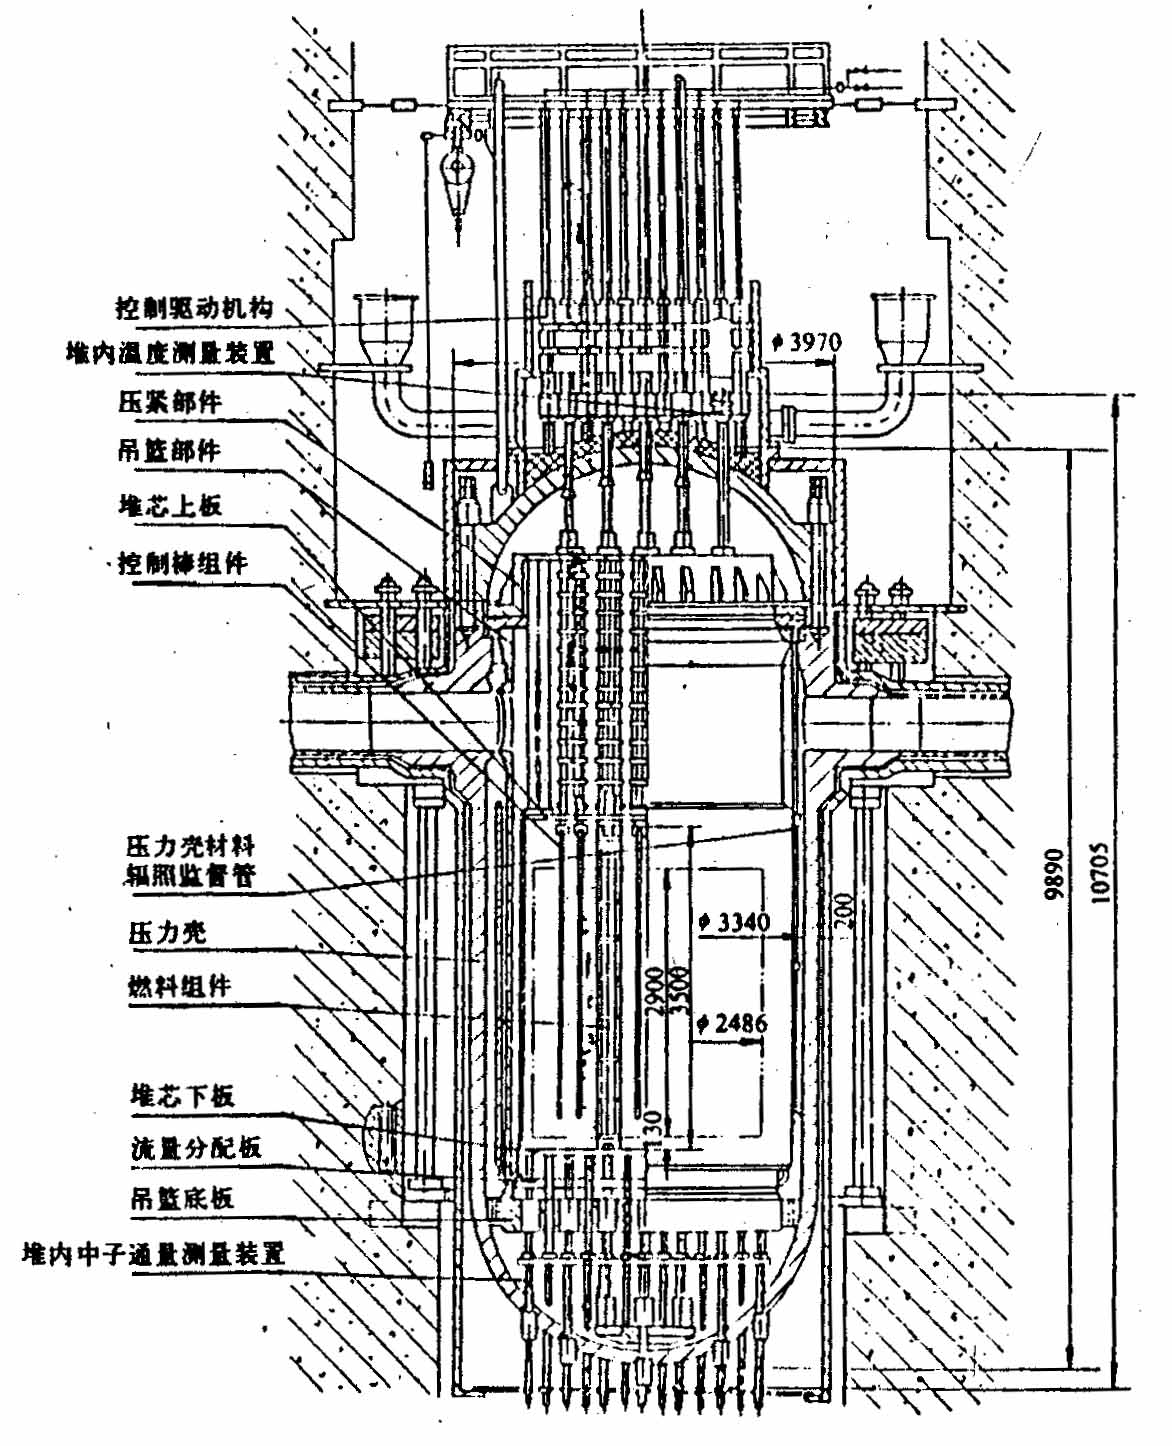 控制驱动机构
堆内温度测量装置
压紧部件
吊篮部件
堆芯上板
控制棒组件
压力壳材料
辐照监督管
压力壳
燃料组件
堆芯下板
流量分配板
吊篮底板
堆内中子通量测量装置
φ3970
φ3340
200
2900
3500
φ2486
130
9890
10705